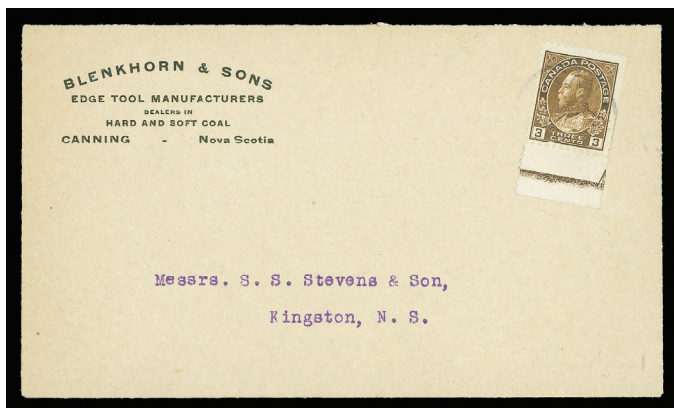 BLENKHORN & SONS
EDGE TOOL MANUFACTURERS
DEALERS IN
HARD AND SOFT COAL
CANNING - Nova Scotia
CANADA POSTAGE
3 THREE CENTS 3
Messrs. S. S. Stevens & Son,
Kingston, N. S.